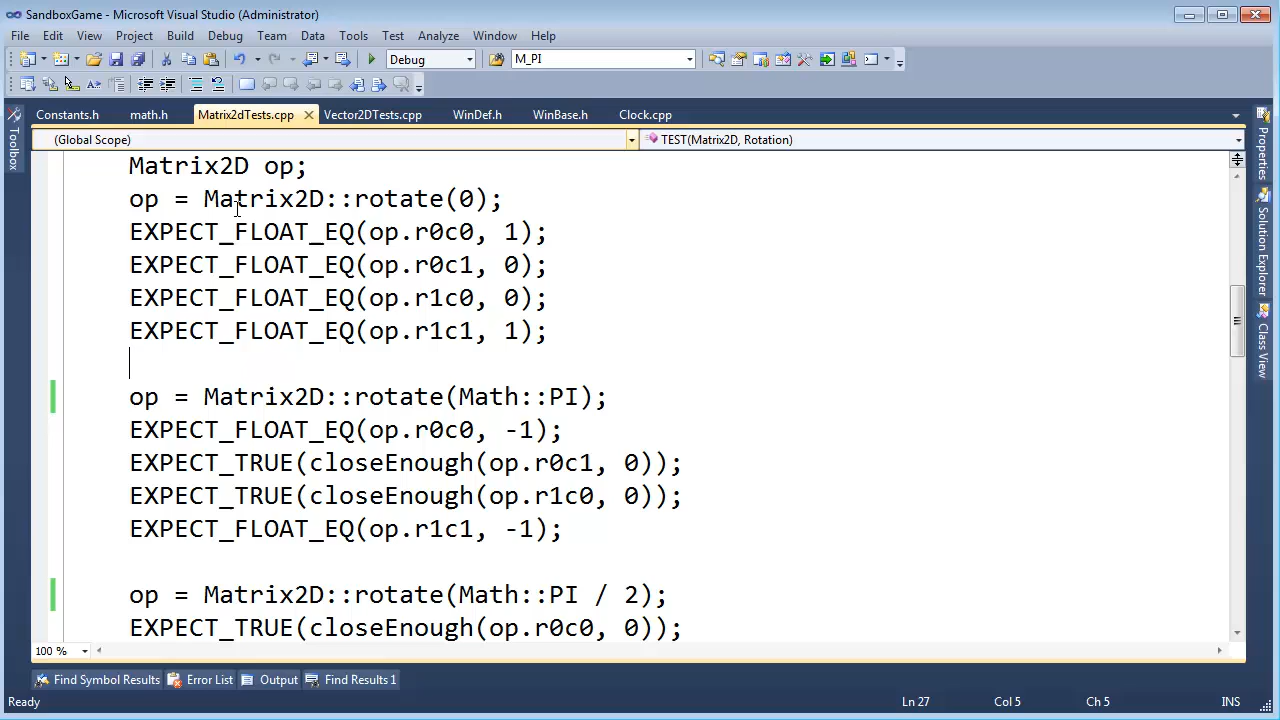 SandboxGame - Microsoft Visual Studio (Administrator)
File Edit View Project Build Debug Team Data Tools Test Analyze Window Help
Debug M_PI
Constants.h math.h Matrix2dTests.cpp Vector2DTests.cpp WinDef.h WinBase.h Clock.cpp
(Global Scope) TEST(Matrix2D, Rotation)
Toolbox
Matrix2D op;
op = Matrix2D::rotate(0);
EXPECT_FLOAT_EQ(op.r0c0, 1);
EXPECT_FLOAT_EQ(op.r0c1, 0);
EXPECT_FLOAT_EQ(op.r1c0, 0);
EXPECT_FLOAT_EQ(op.r1c1, 1);
op = Matrix2D::rotate(Math::PI);
EXPECT_FLOAT_EQ(op.r0c0, -1);
EXPECT_TRUE(closeEnough(op.r0c1, 0));
EXPECT_TRUE(closeEnough(op.r1c0, 0));
EXPECT_FLOAT_EQ(op.r1c1, -1);
op = Matrix2D::rotate(Math::PI / 2);
EXPECT_TRUE(closeEnough(op.r0c0, 0));
Properties
Solution Explorer
Class View
100 %
Find Symbol Results Error List Output Find Results 1
Ready Ln 27 Col 5 Ch 5 INS